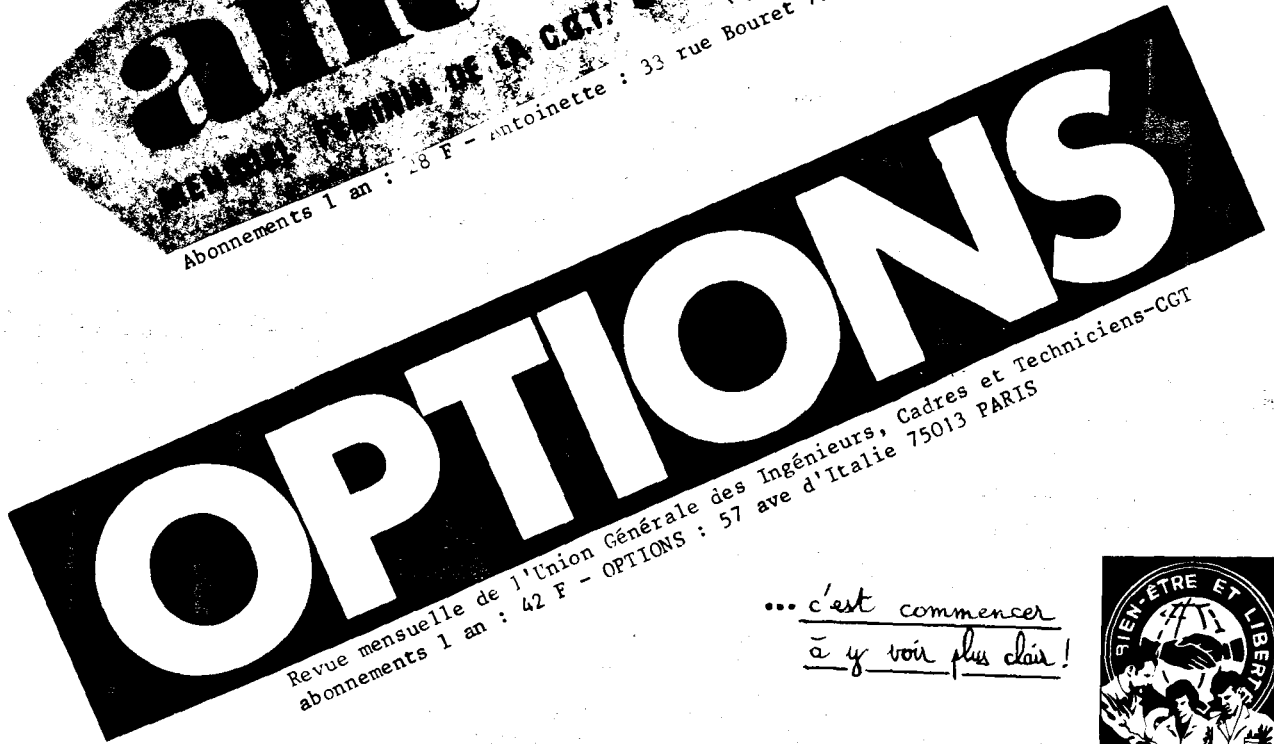 MENSUEL FEMININ DE LA C.G.T.
Abonnements 1 an : F - Antoinette : 33 rue Bouret
OPTIONS
Revue mensuelle de l'Union Générale des Ingénieurs, Cadres et Techniciens-CGT
abonnements 1 an : 42 F - OPTIONS : 57 ave d'Italie 75013 PARIS
... c'est commencer
à y voir plus clair !
BIEN-ÊTRE ET LIBERT